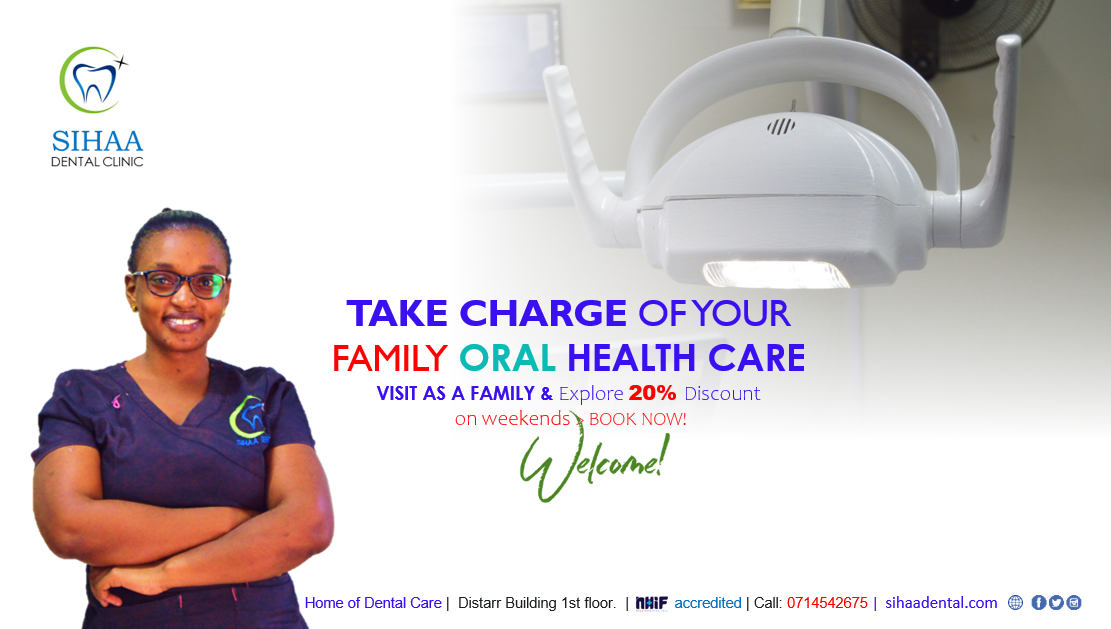 SIHAA
DENTAL CLINIC
TAKE CHARGE OF YOUR
FAMILY ORAL HEALTH CARE
VISIT AS A FAMILY & Explore 20% Discount
on weekends > BOOK NOW!
Welcome!
Home of Dental Care | Distarr Building 1st floor. | NHIF accredited | Call: 0714542675 | sihaadental.com